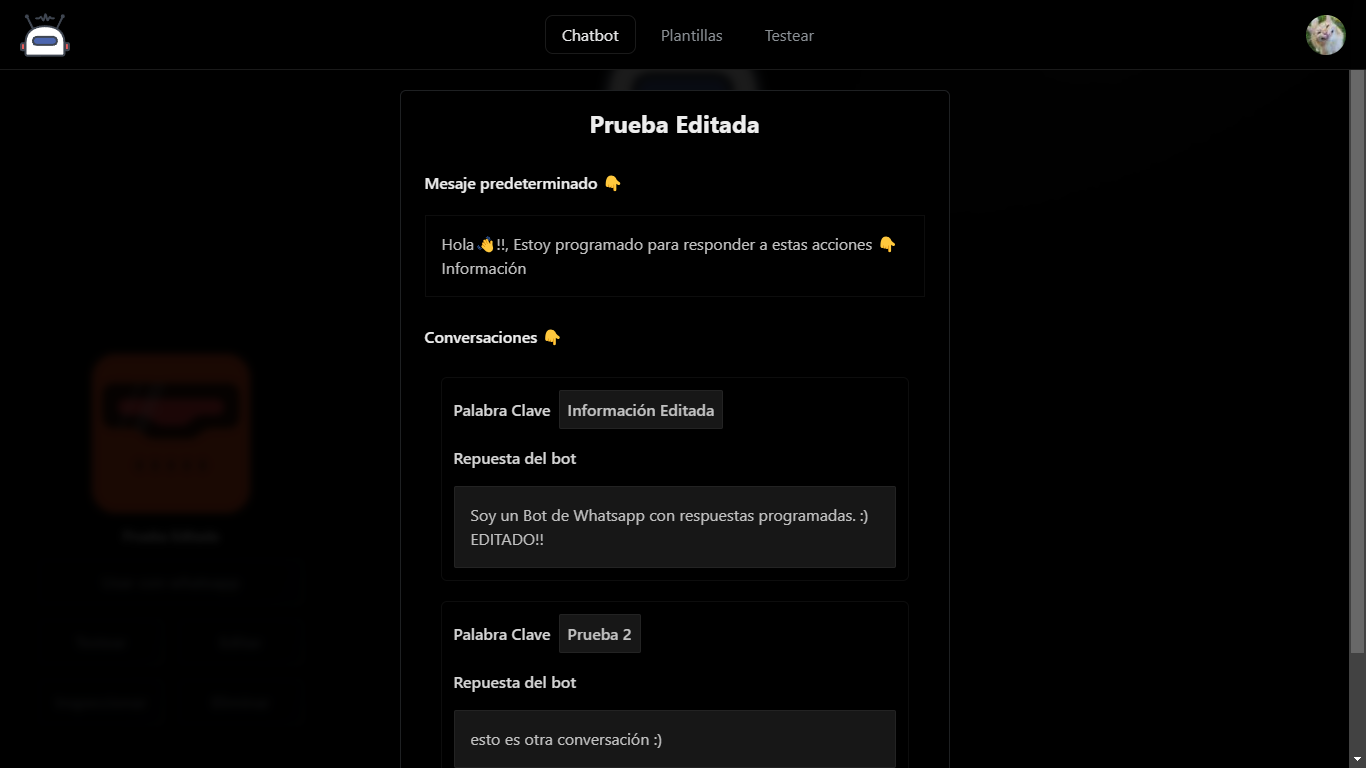 Chatbot
Plantillas
Testear
Prueba Editada
Mesaje predeterminado 👇
Hola 👋!!, Estoy programado para responder a estas acciones 👇
Información
Conversaciones 👇
Palabra Clave Información Editada
Repuesta del bot
Soy un Bot de Whatsapp con respuestas programadas. :)
EDITADO!!
Palabra Clave Prueba 2
Repuesta del bot
esto es otra conversación :)